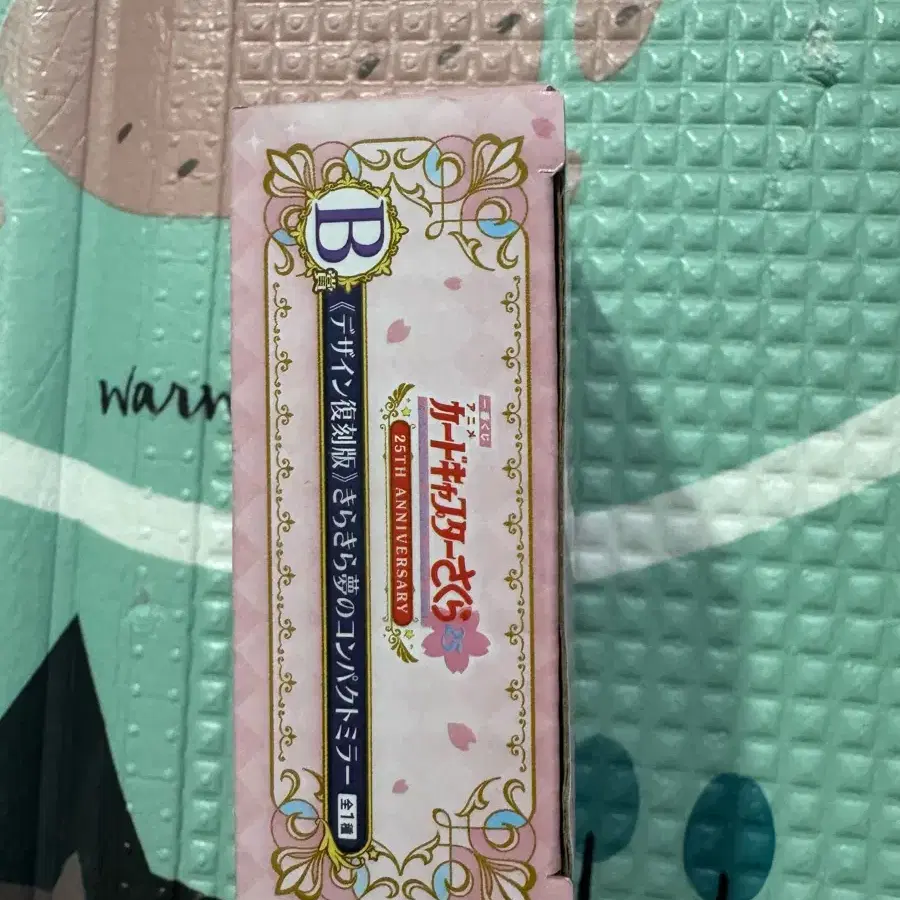 一番くじ
アニメ
カードキャプターさくら
25
25TH ANNIVERSARY
B賞
《デザイン復刻版》きらきら夢のコンパクトミラー 全1種
warm